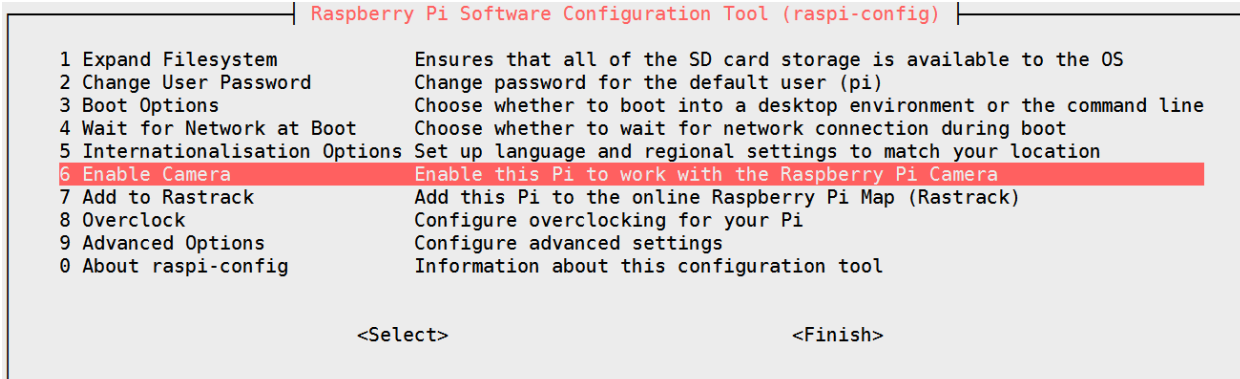 Raspberry Pi Software Configuration Tool (raspi-config)
1 Expand Filesystem Ensures that all of the SD card storage is available to the OS
2 Change User Password Change password for the default user (pi)
3 Boot Options Choose whether to boot into a desktop environment or the command line
4 Wait for Network at Boot Choose whether to wait for network connection during boot
5 Internationalisation Options Set up language and regional settings to match your location
6 Enable Camera Enable this Pi to work with the Raspberry Pi Camera
7 Add to Rastrack Add this Pi to the online Raspberry Pi Map (Rastrack)
8 Overclock Configure overclocking for your Pi
9 Advanced Options Configure advanced settings
0 About raspi-config Information about this configuration tool
<Select> <Finish>